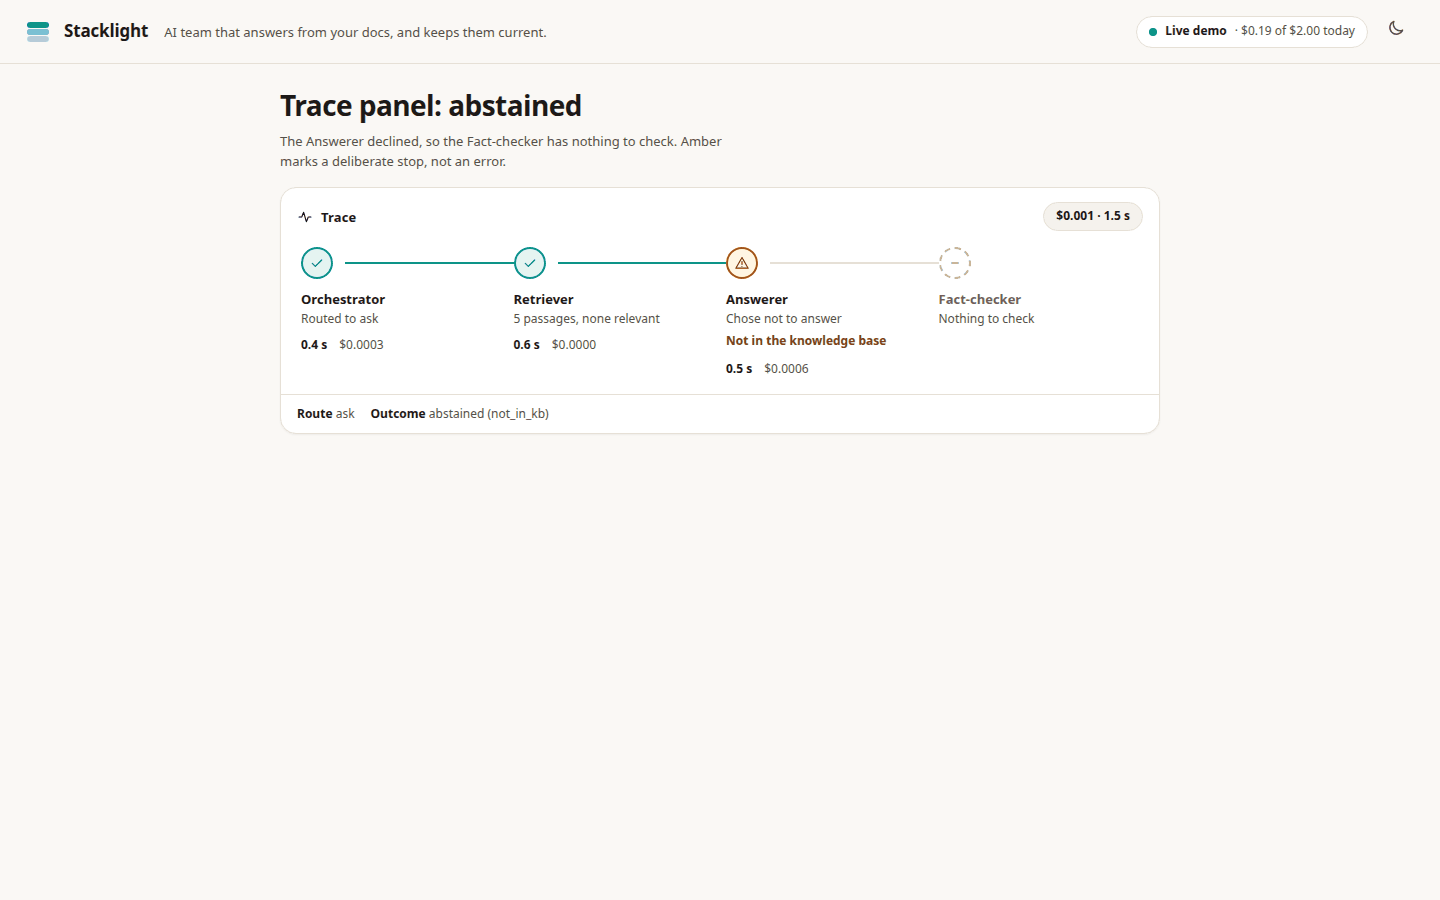 Stacklight
AI team that answers from your docs, and keeps them current.
Live demo · $0.19 of $2.00 today
Trace panel: abstained
The Answerer declined, so the Fact-checker has nothing to check. Amber
marks a deliberate stop, not an error.
Trace
$0.001 · 1.5 s
Orchestrator
Routed to ask
0.4 s $0.0003
Retriever
5 passages, none relevant
0.6 s $0.0000
Answerer
Chose not to answer
Not in the knowledge base
0.5 s $0.0006
Fact-checker
Nothing to check
Route ask Outcome abstained (not_in_kb)